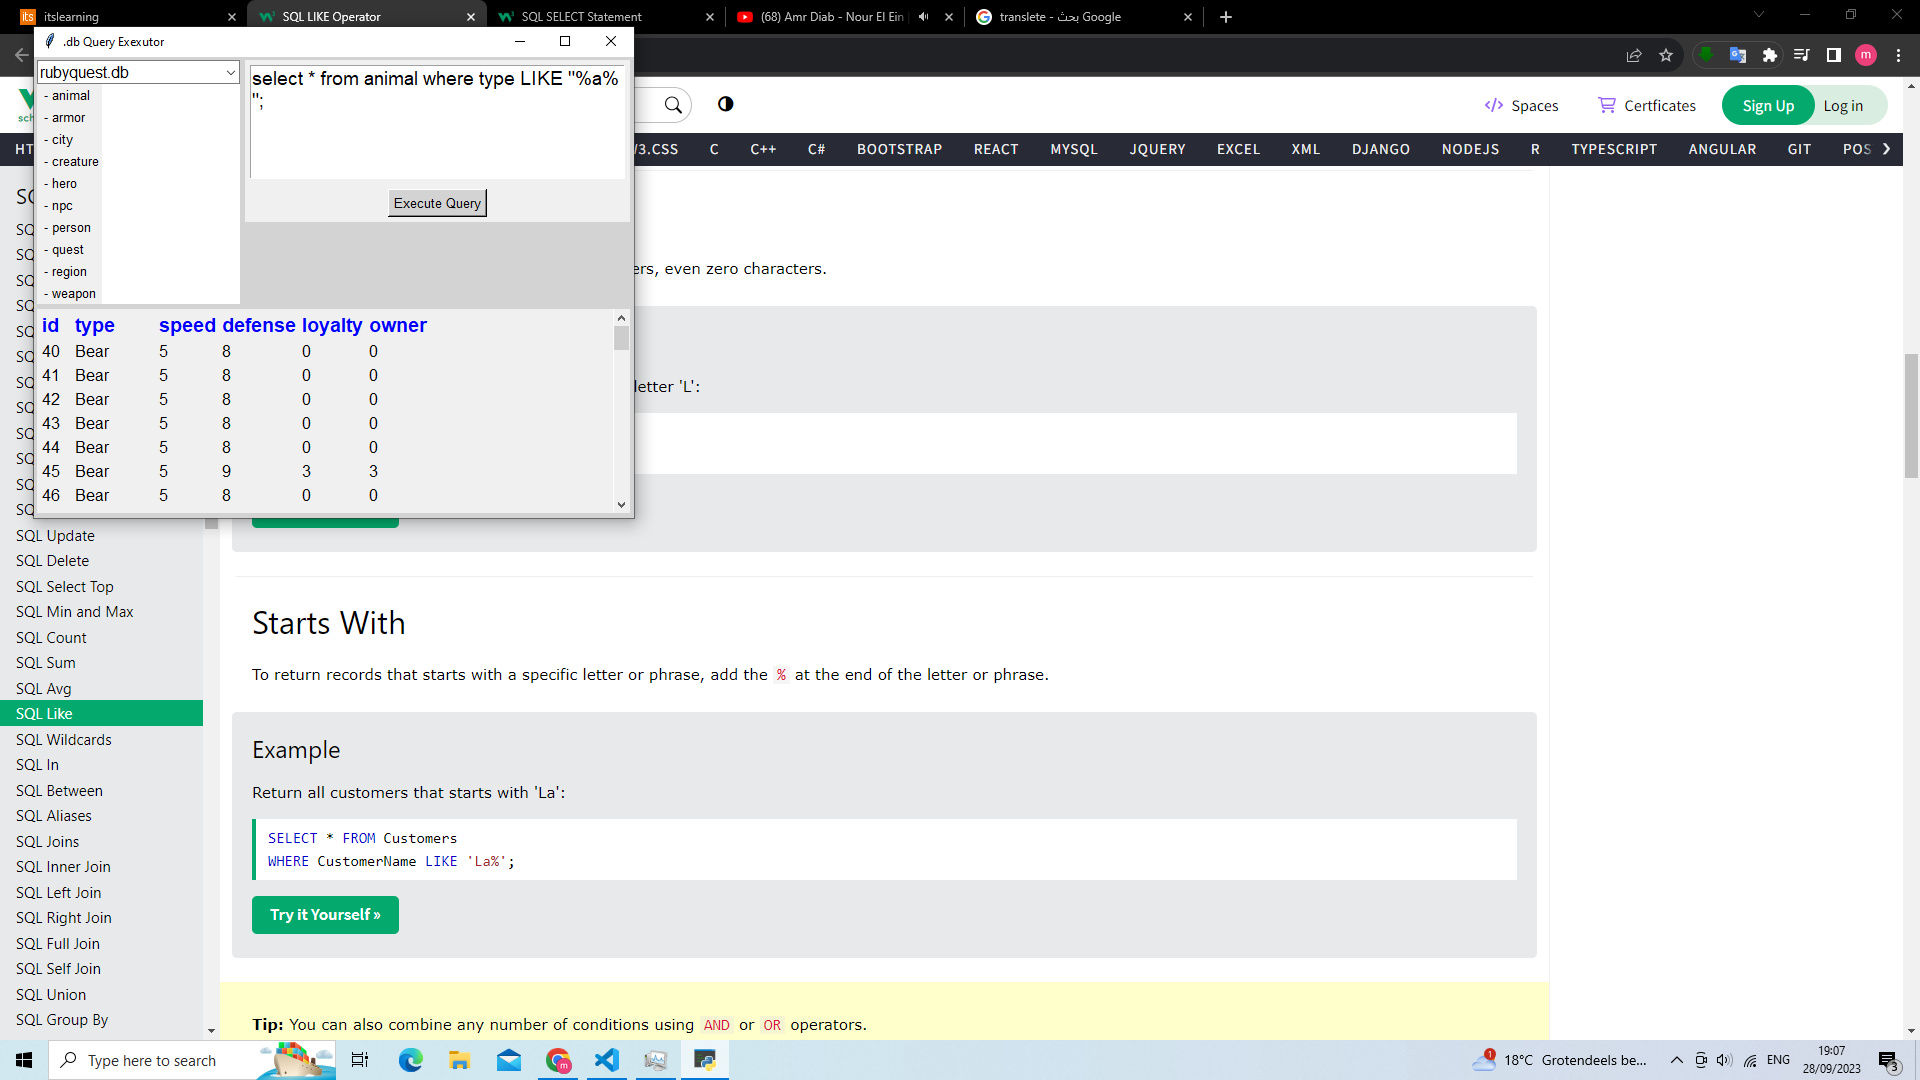 itslearning
SQL LIKE Operator
SQL SELECT Statement
(68) Amr Diab - Nour El Ein
translete - بحث Google
.db Query Exexutor
rubyquest.db
- animal
- armor
- city
- creature
- hero
- npc
- person
- quest
- region
- weapon
select * from animal where type LIKE "%a%
";
Execute Query
id type speed defense loyalty owner
40 Bear 5 8 0 0
41 Bear 5 8 0 0
42 Bear 5 8 0 0
43 Bear 5 8 0 0
44 Bear 5 8 0 0
45 Bear 5 9 3 3
46 Bear 5 8 0 0
m
Spaces
Certficates
Sign Up
Log in
C C++ C# BOOTSTRAP REACT MYSQL JQUERY EXCEL XML DJANGO NODEJS R TYPESCRIPT ANGULAR GIT POS
even zero characters.
letter 'L':
SQL Update
SQL Delete
SQL Select Top
SQL Min and Max
SQL Count
SQL Sum
SQL Avg
SQL Like
SQL Wildcards
SQL In
SQL Between
SQL Aliases
SQL Joins
SQL Inner Join
SQL Left Join
SQL Right Join
SQL Full Join
SQL Self Join
SQL Union
SQL Group By
Starts With
To return records that starts with a specific letter or phrase, add the % at the end of the letter or phrase.
Example
Return all customers that starts with 'La':
SELECT * FROM Customers
WHERE CustomerName LIKE 'La%';
Try it Yourself »
Tip: You can also combine any number of conditions using AND or OR operators.
Type here to search
1
18°C Grotendeels be...
ENG
19:07
28/09/2023
3